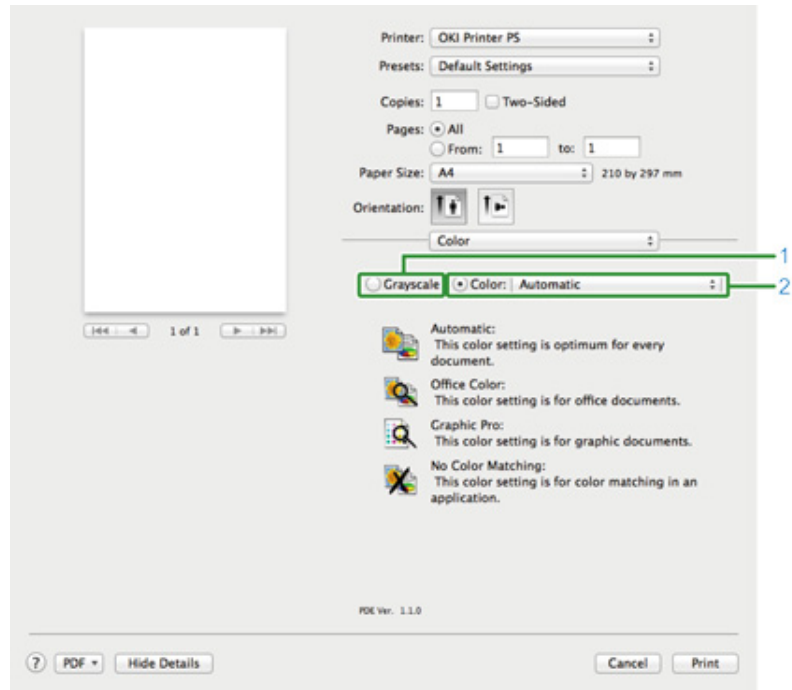 Printer: OKI Printer PS
Presets: Default Settings
Copies: 1 Two-Sided
Pages: All
From: 1 to: 1
Paper Size: A4 210 by 297 mm
Orientation:
Color
1
Grayscale Color: Automatic
2
1 of 1
Automatic:
This color setting is optimum for every
document.
Office Color:
This color setting is for office documents.
Graphic Pro:
This color setting is for graphic documents.
No Color Matching:
This color setting is for color matching in an
application.
PDE Ver. 1.1.0
? PDF Hide Details Cancel Print